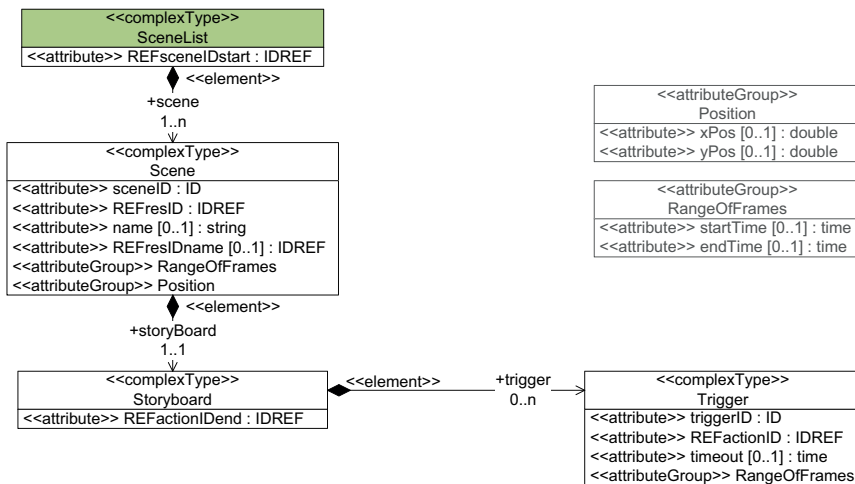 <<complexType>>
SceneList
<<attribute>> REFsceneIDstart : IDREF
<<element>>
+scene
1..n
<<complexType>>
Scene
<<attribute>> sceneID : ID
<<attribute>> REFresID : IDREF
<<attribute>> name [0..1] : string
<<attribute>> REFresIDname [0..1] : IDREF
<<attributeGroup>> RangeOfFrames
<<attributeGroup>> Position
<<element>>
+storyBoard
1..1
<<complexType>>
Storyboard
<<attribute>> REFactionIDend : IDREF
<<element>>
+trigger
0..n
<<complexType>>
Trigger
<<attribute>> triggerID : ID
<<attribute>> REFactionID : IDREF
<<attribute>> timeout [0..1] : time
<<attributeGroup>> RangeOfFrames
<<attributeGroup>>
Position
<<attribute>> xPos [0..1] : double
<<attribute>> yPos [0..1] : double
<<attributeGroup>>
RangeOfFrames
<<attribute>> startTime [0..1] : time
<<attribute>> endTime [0..1] : time